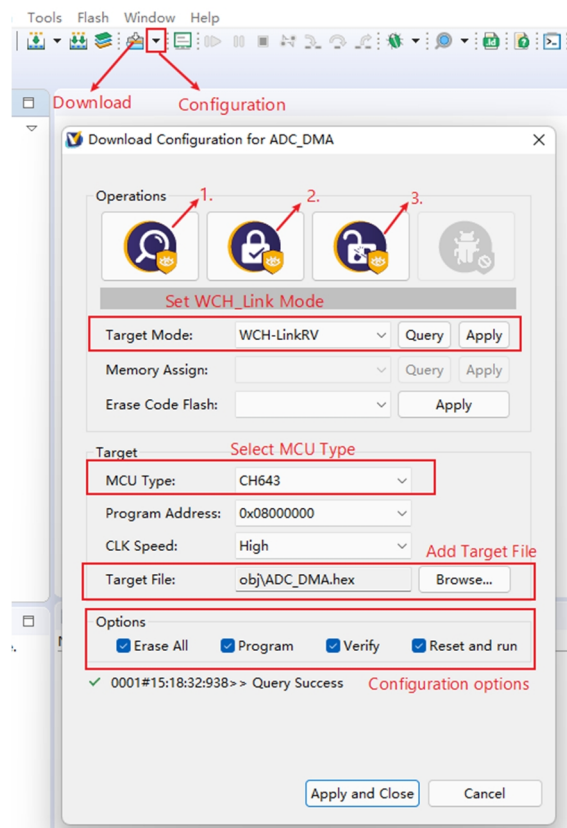 Tools Flash Window Help
Download Configuration
Download Configuration for ADC_DMA
Operations
1. 2. 3.
Set WCH_Link Mode
Target Mode: WCH-LinkRV Query Apply
Memory Assign: Query Apply
Erase Code Flash: Apply
Target Select MCU Type
MCU Type: CH643
Program Address: 0x08000000
CLK Speed: High
Add Target File
Target File: obj\ADC_DMA.hex Browse...
Options
Erase All Program Verify Reset and run
0001#15:18:32:938>> Query Success Configuration options
Apply and Close Cancel